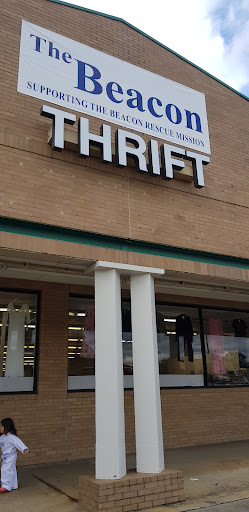 The
Beacon
SUPPORTING THE BEACON RESCUE MISSION
THRIFT